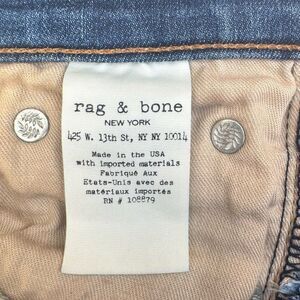 rag & bone
NEW YORK
425 W. 13th St, NY NY 10014
Made in the USA
with imported materials
Fabriqué Aux
Etats-Unis avec des
matériaux importés
RN # 108879